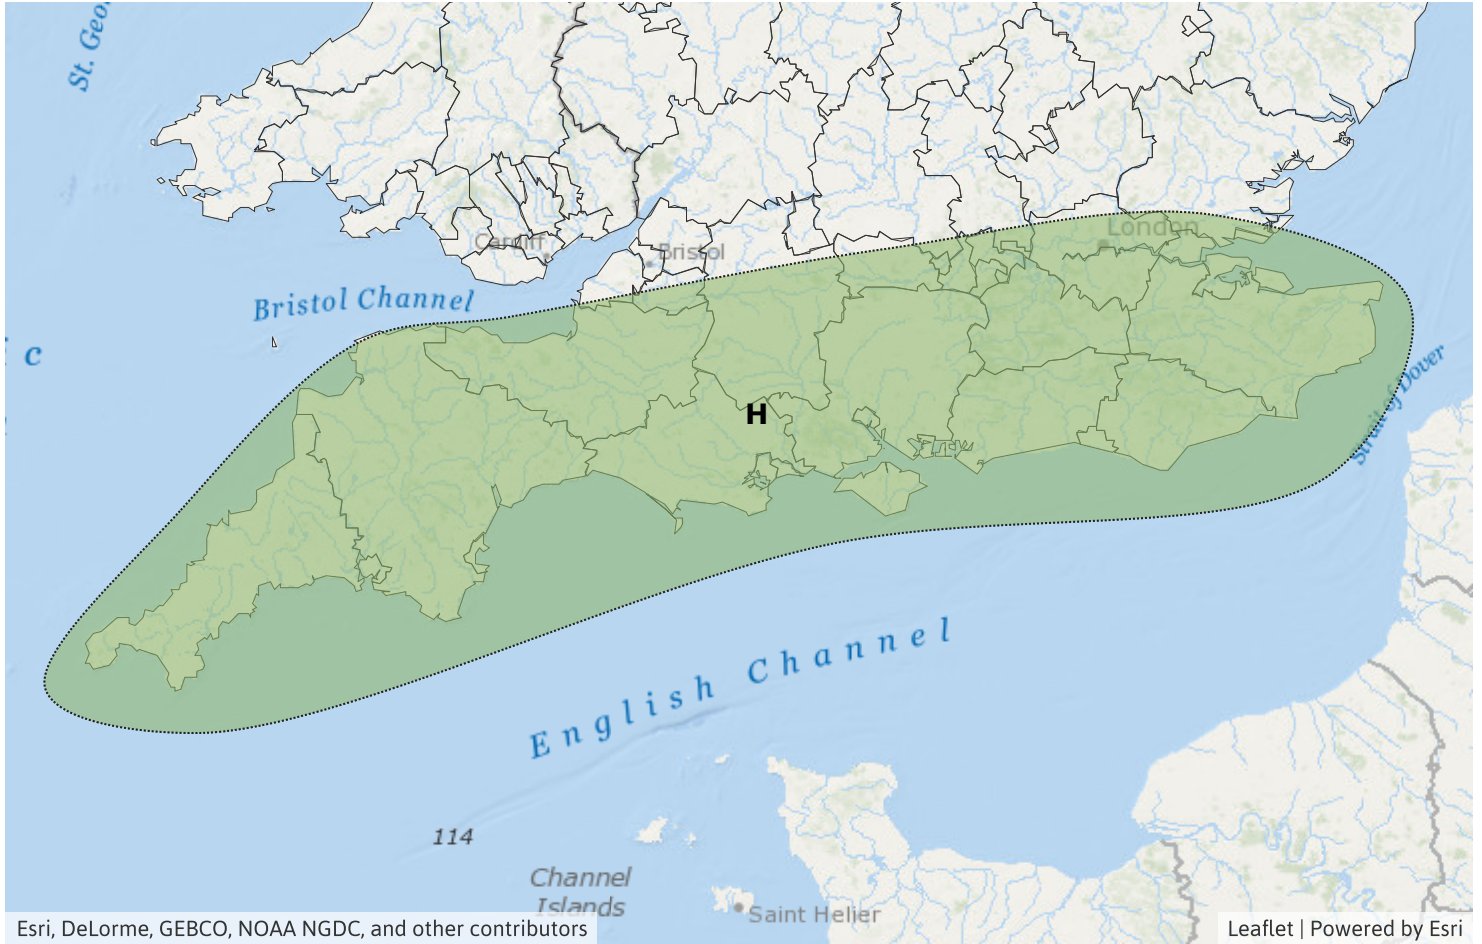 St. Geo
Cardiff
Bristol
London
Bristol Channel
c
Strait of Dover
H
English Channel
114
Channel
Islands
Saint Helier
Esri, DeLorme, GEBCO, NOAA NGDC, and other contributors
Leaflet | Powered by Esri